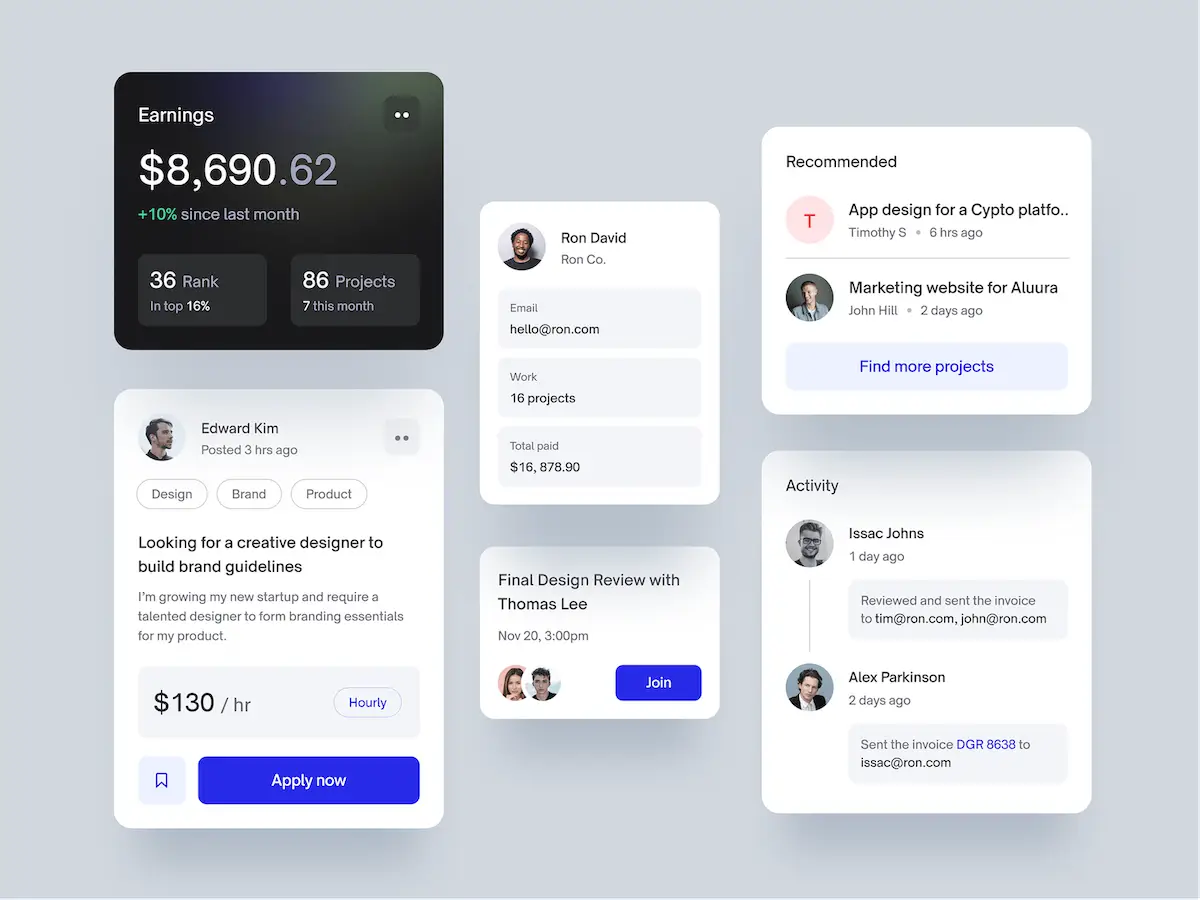 Earnings
$8,690.62
+10% since last month
36 Rank
In top 16%
86 Projects
7 this month
Edward Kim
Posted 3 hrs ago
Design
Brand
Product
Looking for a creative designer to
build brand guidelines
I'm growing my new startup and require a
talented designer to form branding essentials
for my product.
$130 / hr
Hourly
Apply now
Ron David
Ron Co.
Email
hello@ron.com
Work
16 projects
Total paid
$16, 878.90
Final Design Review with
Thomas Lee
Nov 20, 3:00pm
Join
Recommended
T
App design for a Cypto platfo..
Timothy S • 6 hrs ago
Marketing website for Aluura
John Hill • 2 days ago
Find more projects
Activity
Issac Johns
1 day ago
Reviewed and sent the invoice
to tim@ron.com, john@ron.com
Alex Parkinson
2 days ago
Sent the invoice DGR 8638 to
issac@ron.com